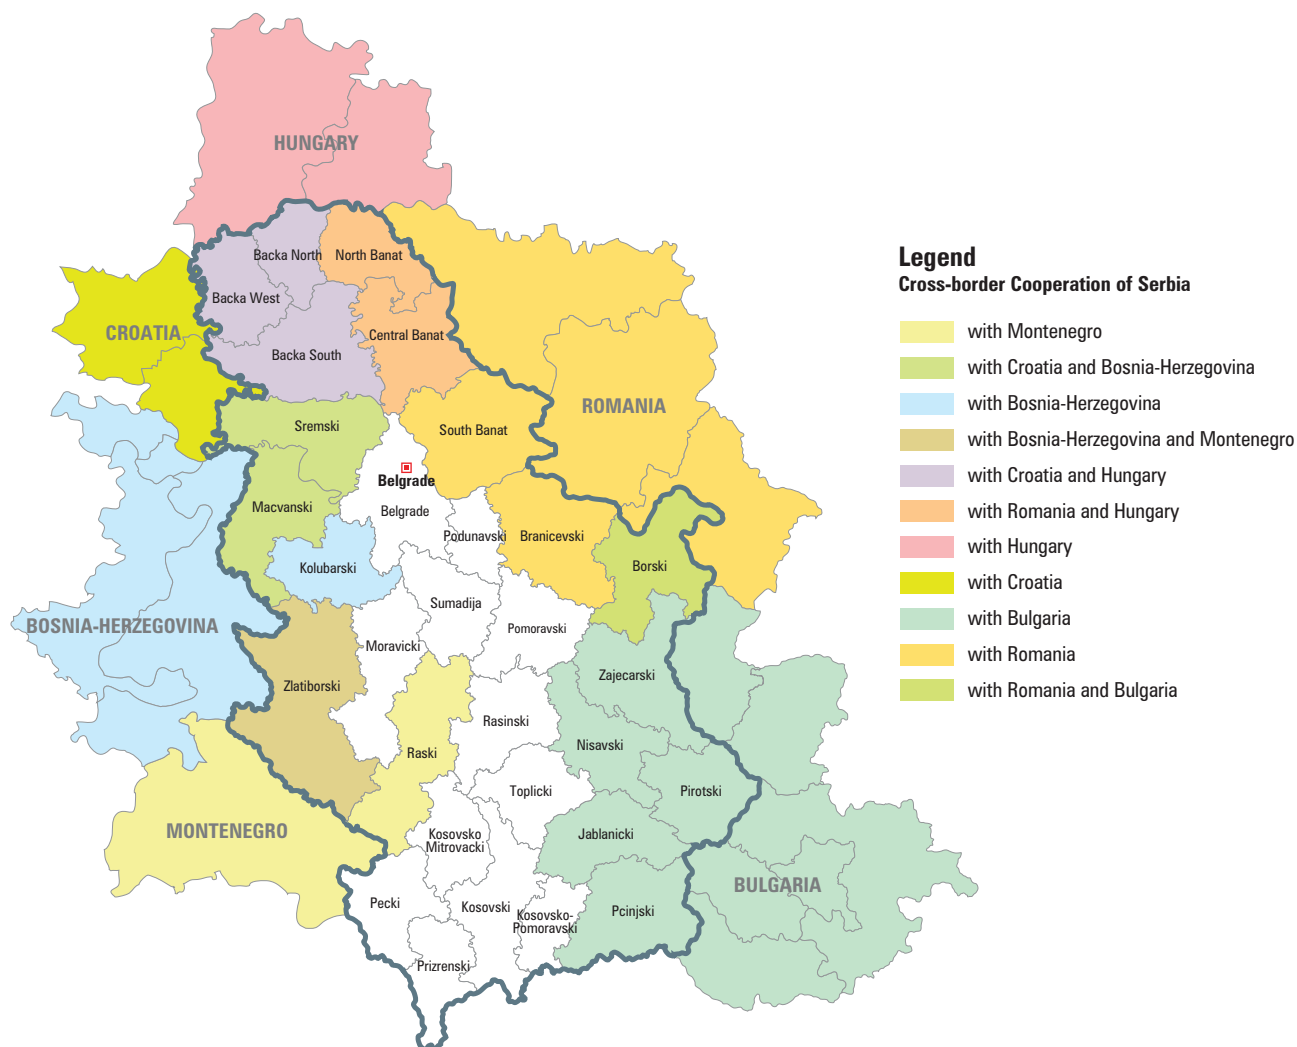 HUNGARY
Backa North
North Banat
Backa West
CROATIA
Central Banat
Backa South
ROMANIA
Sremski
South Banat
Belgrade
Macvanski
Belgrade
Podunavski
Branicevski
Kolubarski
Borski
Sumadija
BOSNIA-HERZEGOVINA
Pomoravski
Moravicki
Zajecarski
Zlatiborski
Rasinski
Raski
Nisavski
Toplicki
Pirotski
MONTENEGRO
Kosovsko
Mitrovacki
Jablanicki
BULGARIA
Pecki
Kosovski
Kosovsko-
Pomoravski
Pcinjski
Prizrenski
Legend
Cross-border Cooperation of Serbia
with Montenegro
with Croatia and Bosnia-Herzegovina
with Bosnia-Herzegovina
with Bosnia-Herzegovina and Montenegro
with Croatia and Hungary
with Romania and Hungary
with Hungary
with Croatia
with Bulgaria
with Romania
with Romania and Bulgaria